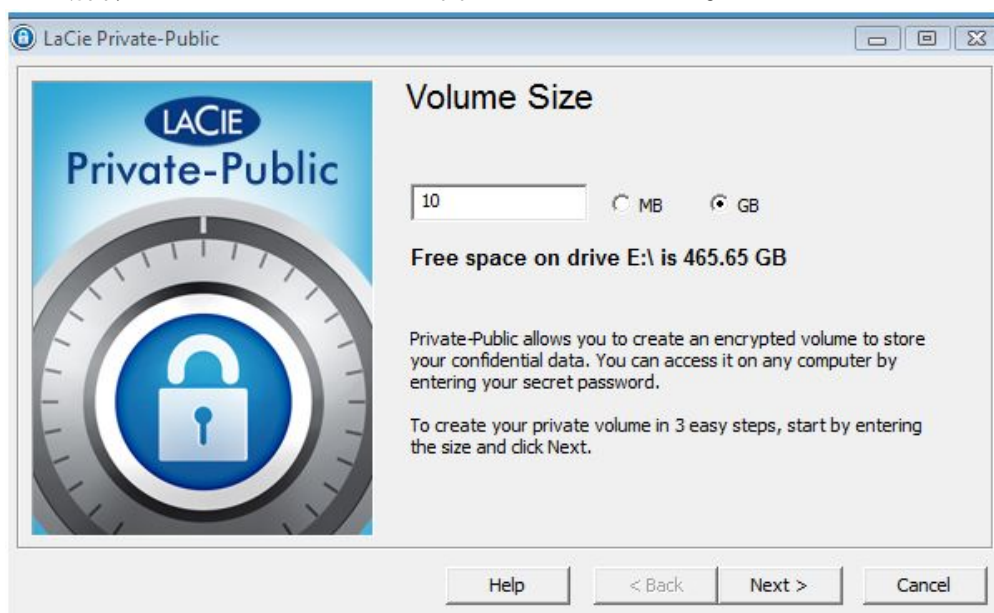 LaCie Private-Public
LACIE
Private-Public
Volume Size
10
MB
GB
Free space on drive E:\ is 465.65 GB
Private-Public allows you to create an encrypted volume to store
your confidential data. You can access it on any computer by
entering your secret password.
To create your private volume in 3 easy steps, start by entering
the size and click Next.
Help
< Back
Next >
Cancel